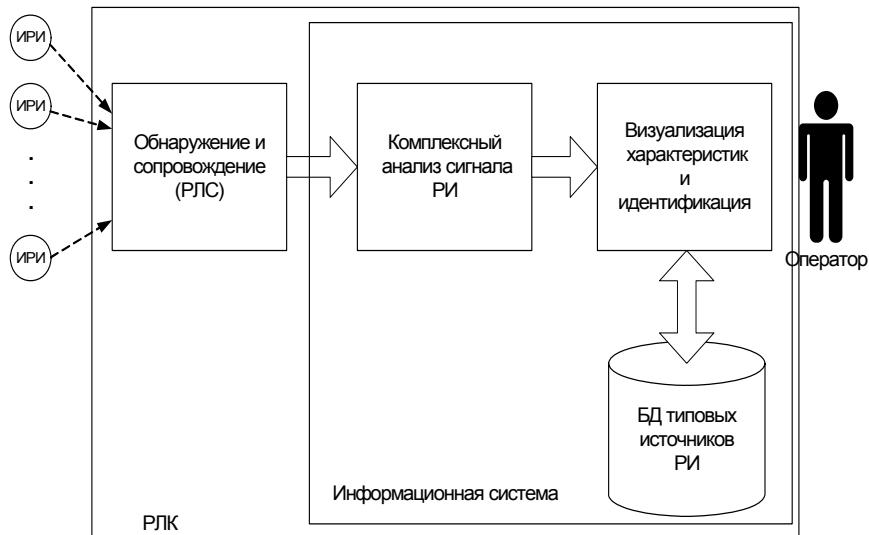 ИРИ
ИРИ
ИРИ
Обнаружение и
сопровождение
(РЛС)
Комплексный
анализ сигнала
РИ
Визуализация
характеристик
и
идентификация
Оператор
БД типовых
источников
РИ
Информационная система
РЛК